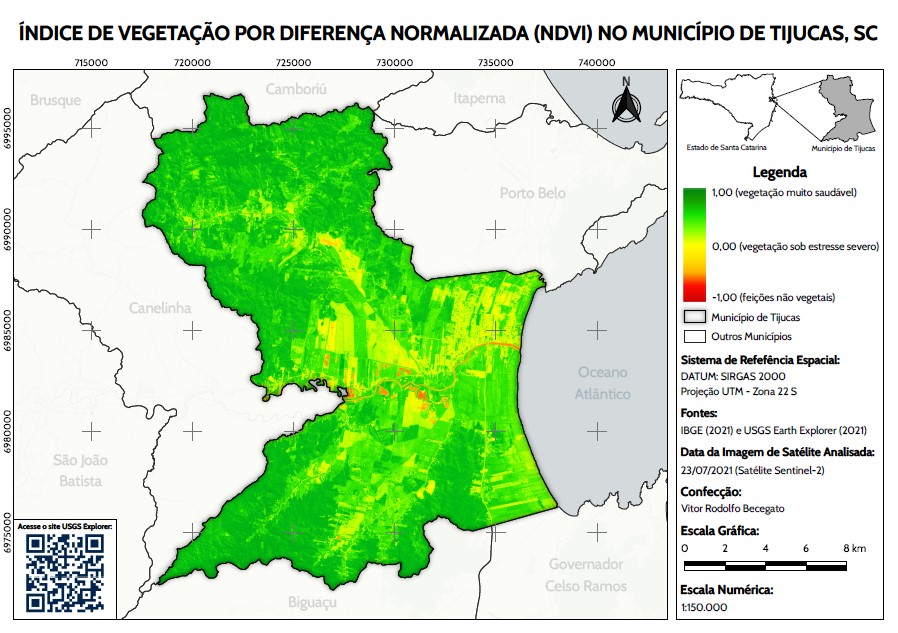 ÍNDICE DE VEGETAÇÃO POR DIFERENÇA NORMALIZADA (NDVI) NO MUNICÍPIO DE TIJUCAS, SC
715000
720000
725000
730000
735000
740000
6995000
6990000
6985000
6980000
6975000
Brusque
Camboriú
Itapema
N
Porto Belo
Canelinha
Oceano
Atlântico
São João
Batista
Governador
Celso Ramos
Biguaçu
Acesse o site USGS Explorer:
Estado de Santa Catarina
Município de Tijucas
Legenda
1,00 (vegetação muito saudável)
0,00 (vegetação sob estresse severo)
-1,00 (feições não vegetais)
Município de Tijucas
Outros Municípios
Sistema de Referência Espacial:
DATUM: SIRGAS 2000
Projeção UTM - Zona 22 S
Fontes:
IBGE (2021) e USGS Earth Explorer (2021)
Data da Imagem de Satélite Analisada:
23/07/2021 (Satélite Sentinel-2)
Confecção:
Vitor Rodolfo Becegato
Escala Gráfica:
0 2 4 6 8 km
Escala Numérica:
1:150.000